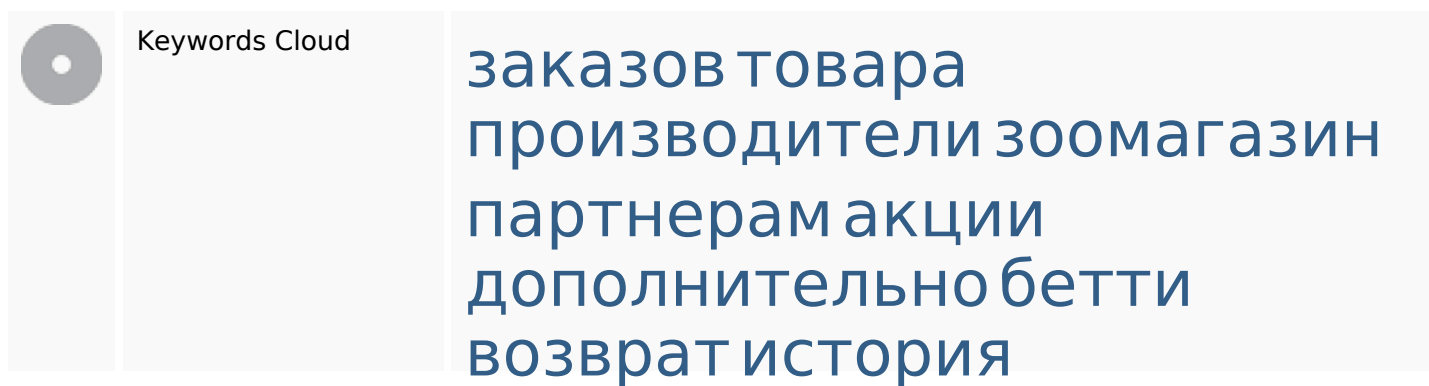 Keywords Cloud
заказов товара
производители зоомагазин
партнерам акции
дополнительно бетти
возврат история